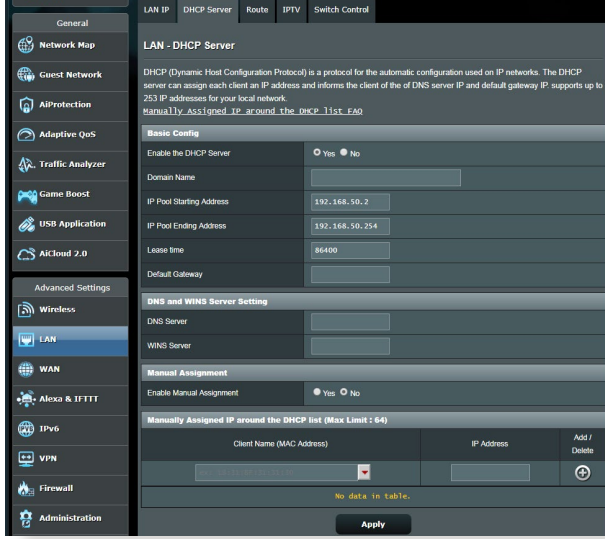 LAN IP
DHCP Server
Route
IPTV
Switch Control
General
Network Map
Guest Network
AiProtection
Adaptive QoS
Traffic Analyzer
Game Boost
USB Application
AiCloud 2.0
Advanced Settings
Wireless
LAN
WAN
Alexa & IFTTT
IPv6
VPN
Firewall
Administration
LAN - DHCP Server
DHCP (Dynamic Host Configuration Protocol) is a protocol for the automatic configuration used on IP networks. The DHCP
server can assign each client an IP address and informs the client of the of DNS server IP and default gateway IP. supports up to
253 IP addresses for your local network.
Manually Assigned IP around the DHCP list FAQ
Basic Config
Enable the DHCP Server
Yes No
Domain Name
IP Pool Starting Address
192.168.50.2
IP Pool Ending Address
192.168.50.254
Lease time
86400
Default Gateway
DNS and WINS Server Setting
DNS Server
WINS Server
Manual Assignment
Enable Manual Assignment
Yes No
Manually Assigned IP around the DHCP list (Max Limit : 64)
Client Name (MAC Address)
IP Address
Add /
Delete
No data in table.
Apply